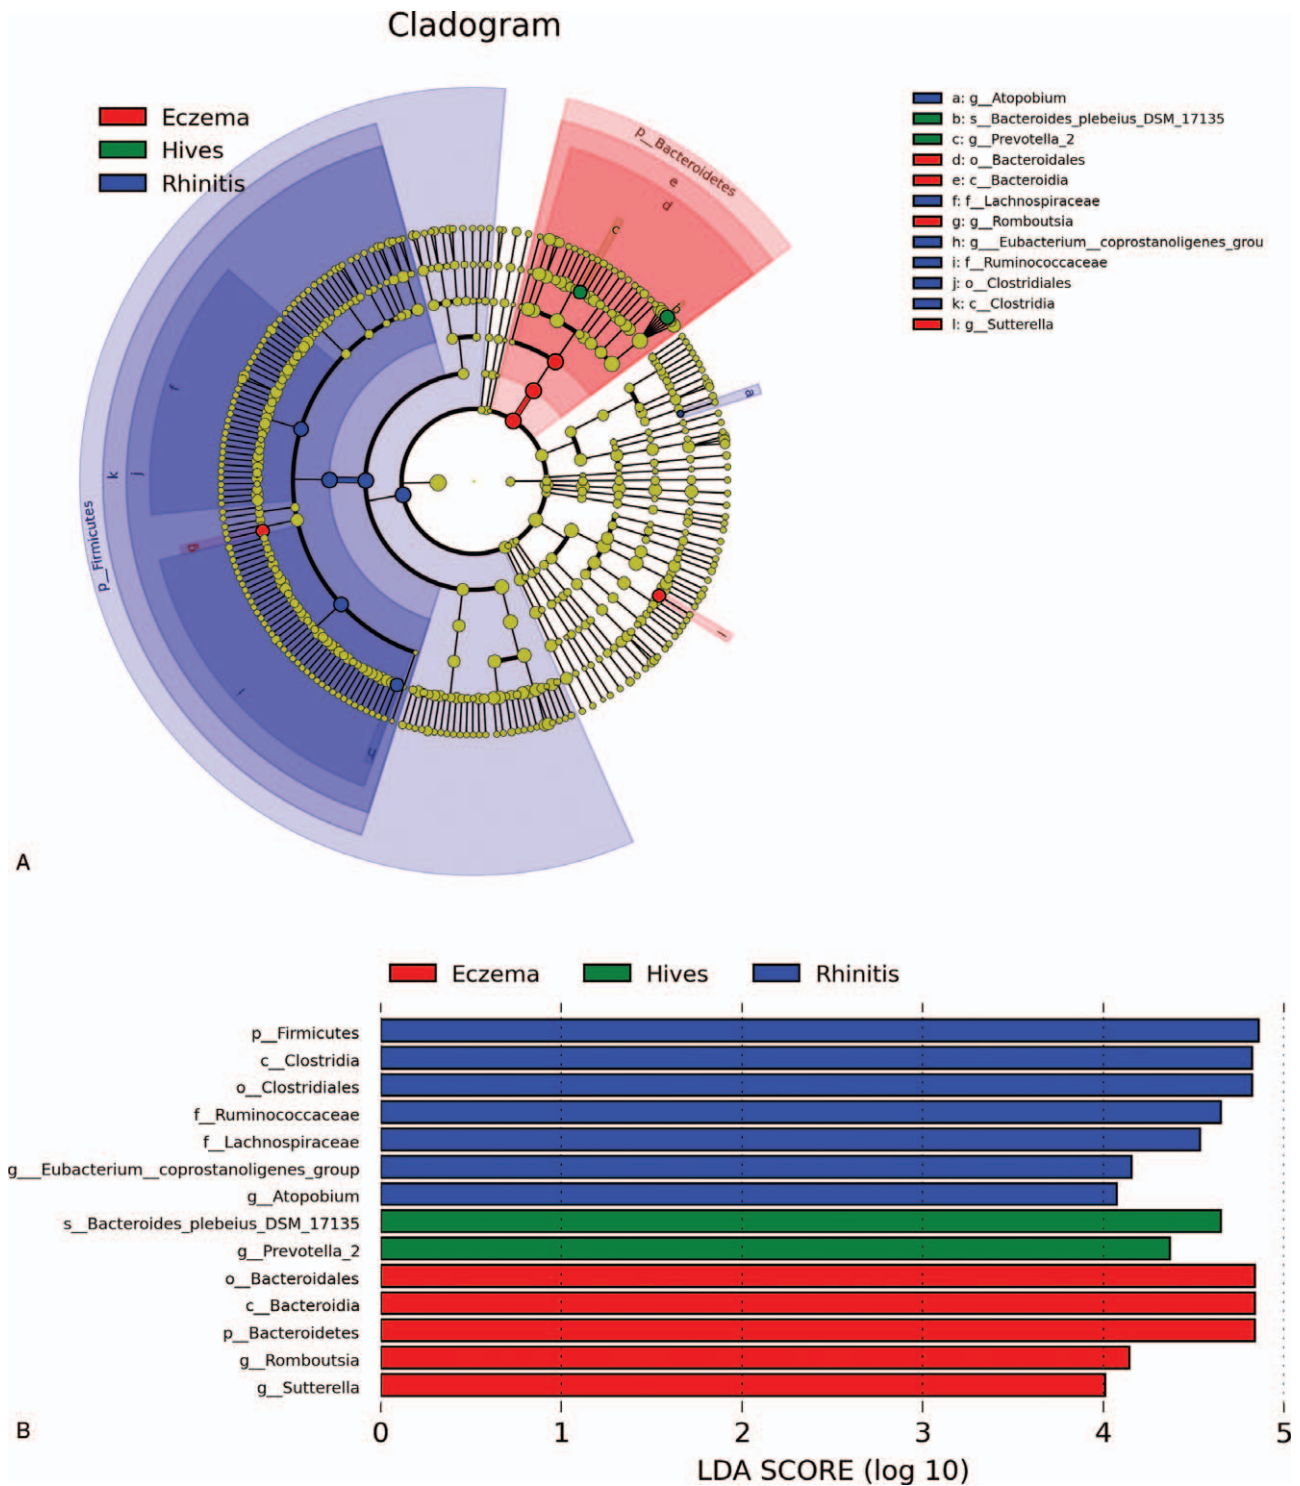 Cladogram
Eczema
Hives
Rhinitis
a: g__Atopobium
b: s__Bacteroides_plebeius_DSM_17135
c: g__Prevotella_2
d: o__Bacteroidales
e: c__Bacteroidia
f: f__Lachnospiraceae
g: g__Romboutsia
h: g___Eubacterium__coprostanoligenes_grou
i: f__Ruminococcaceae
j: o__Clostridiales
k: c__Clostridia
l: g__Sutterella
p__Bacteroidetes
e
d
c
b
a
f
k
j
p__Firmicutes
g
l
i
h
A
Eczema
Hives
Rhinitis
p__Firmicutes
c__Clostridia
o__Clostridiales
f__Ruminococcaceae
f__Lachnospiraceae
g___Eubacterium__coprostanoligenes_group
g__Atopobium
s__Bacteroides_plebeius_DSM_17135
g__Prevotella_2
o__Bacteroidales
c__Bacteroidia
p__Bacteroidetes
g__Romboutsia
g__Sutterella
0 1 2 3 4 5
B
LDA SCORE (log 10)